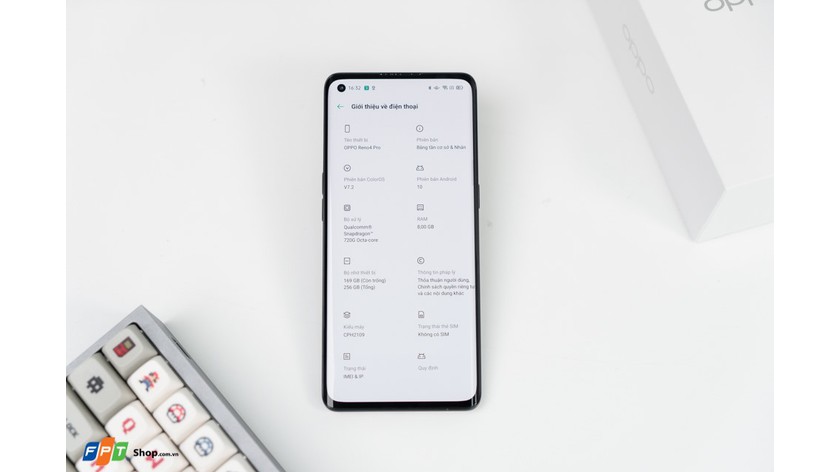 oppo
oppo
16:32
Giới thiệu về điện thoại
Tên thiết bị
OPPO Reno4 Pro
Phiên bản
Băng tần cơ sở & Nhân
Phiên bản ColorOS
V7.2
Phiên bản Android
10
Bộ xử lý
Qualcomm®
Snapdragon™
720G Octa core
RAM
8.00 GB
Bộ nhớ thiết bị
169 GB (Còn trống)
256 GB (Tổng)
Thông tin pháp lý
Thỏa thuận người dùng,
Chính sách quyền riêng tư
và các nội dung khác
Kiểu máy
CPH2109
Trạng thái thẻ SIM
Không có SIM
Trạng thái
IMEI & IP
Quy định
Q
FPT Shop.com.vn